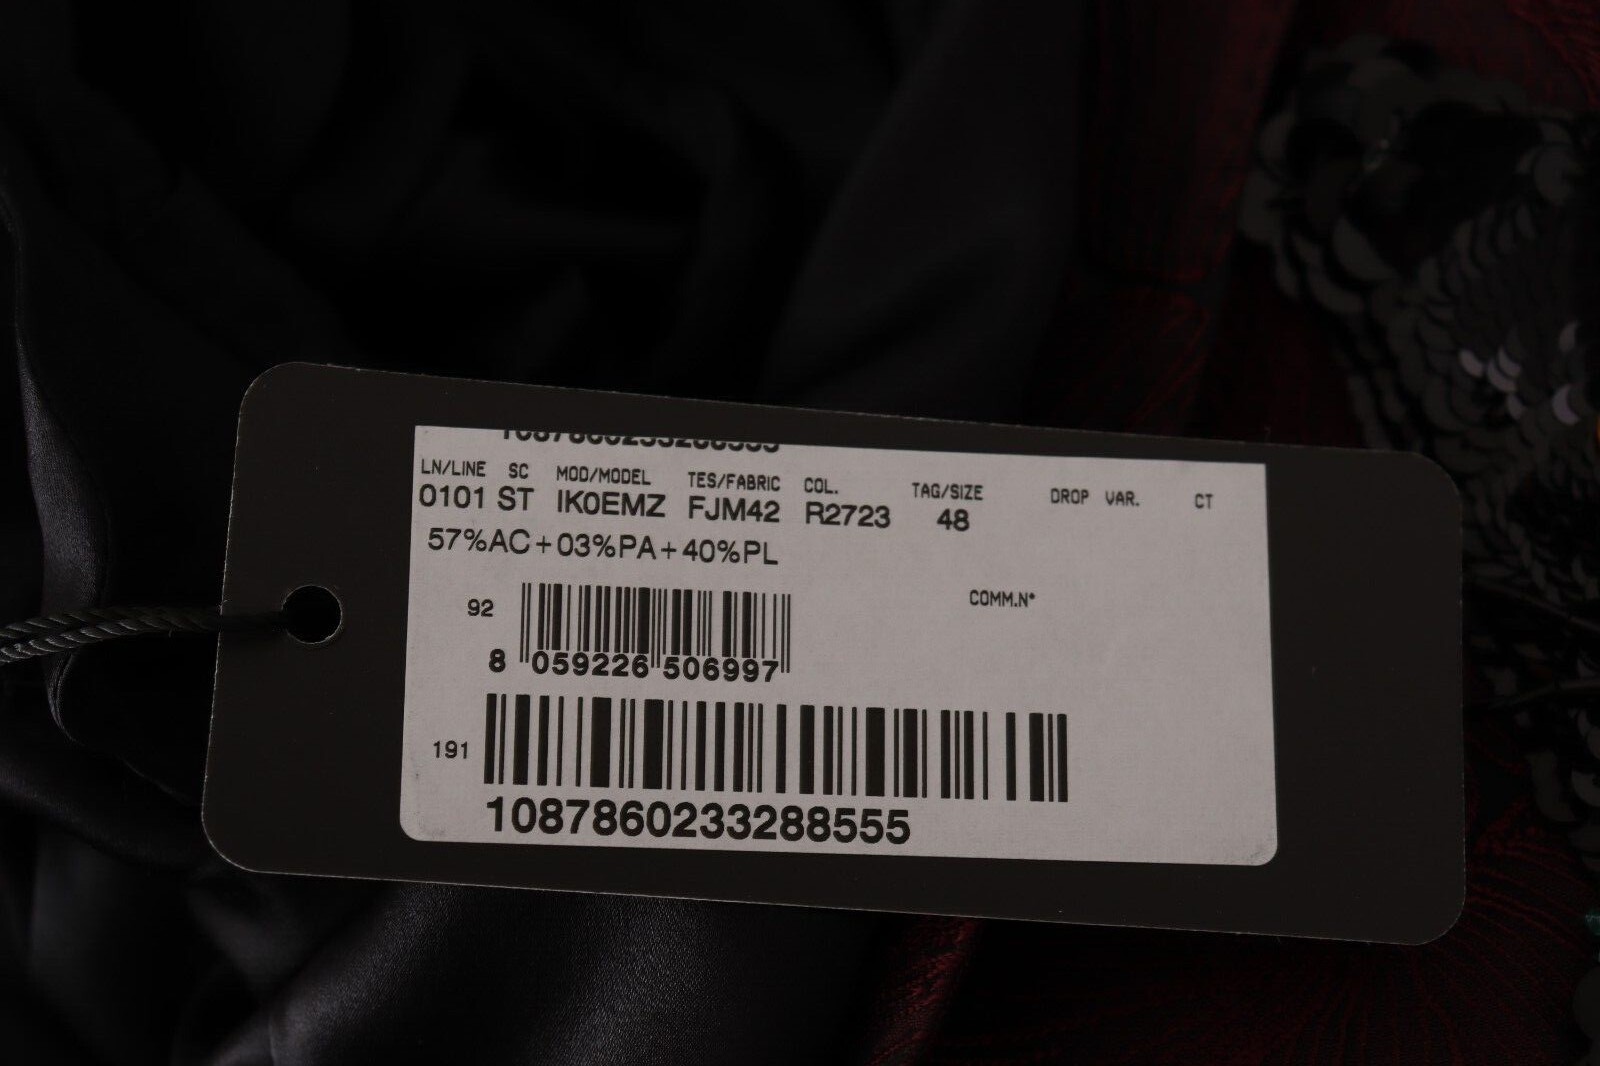 LN/LINE SC MOD/MODEL TES/FABRIC COL. TAG/SIZE DROP VAR. CT
0101 ST IK0EMZ FJM42 R2723 48
57%AC+03%PA+40%PL
COMM.N°
92
8 059226 506997
191
1087860233288555